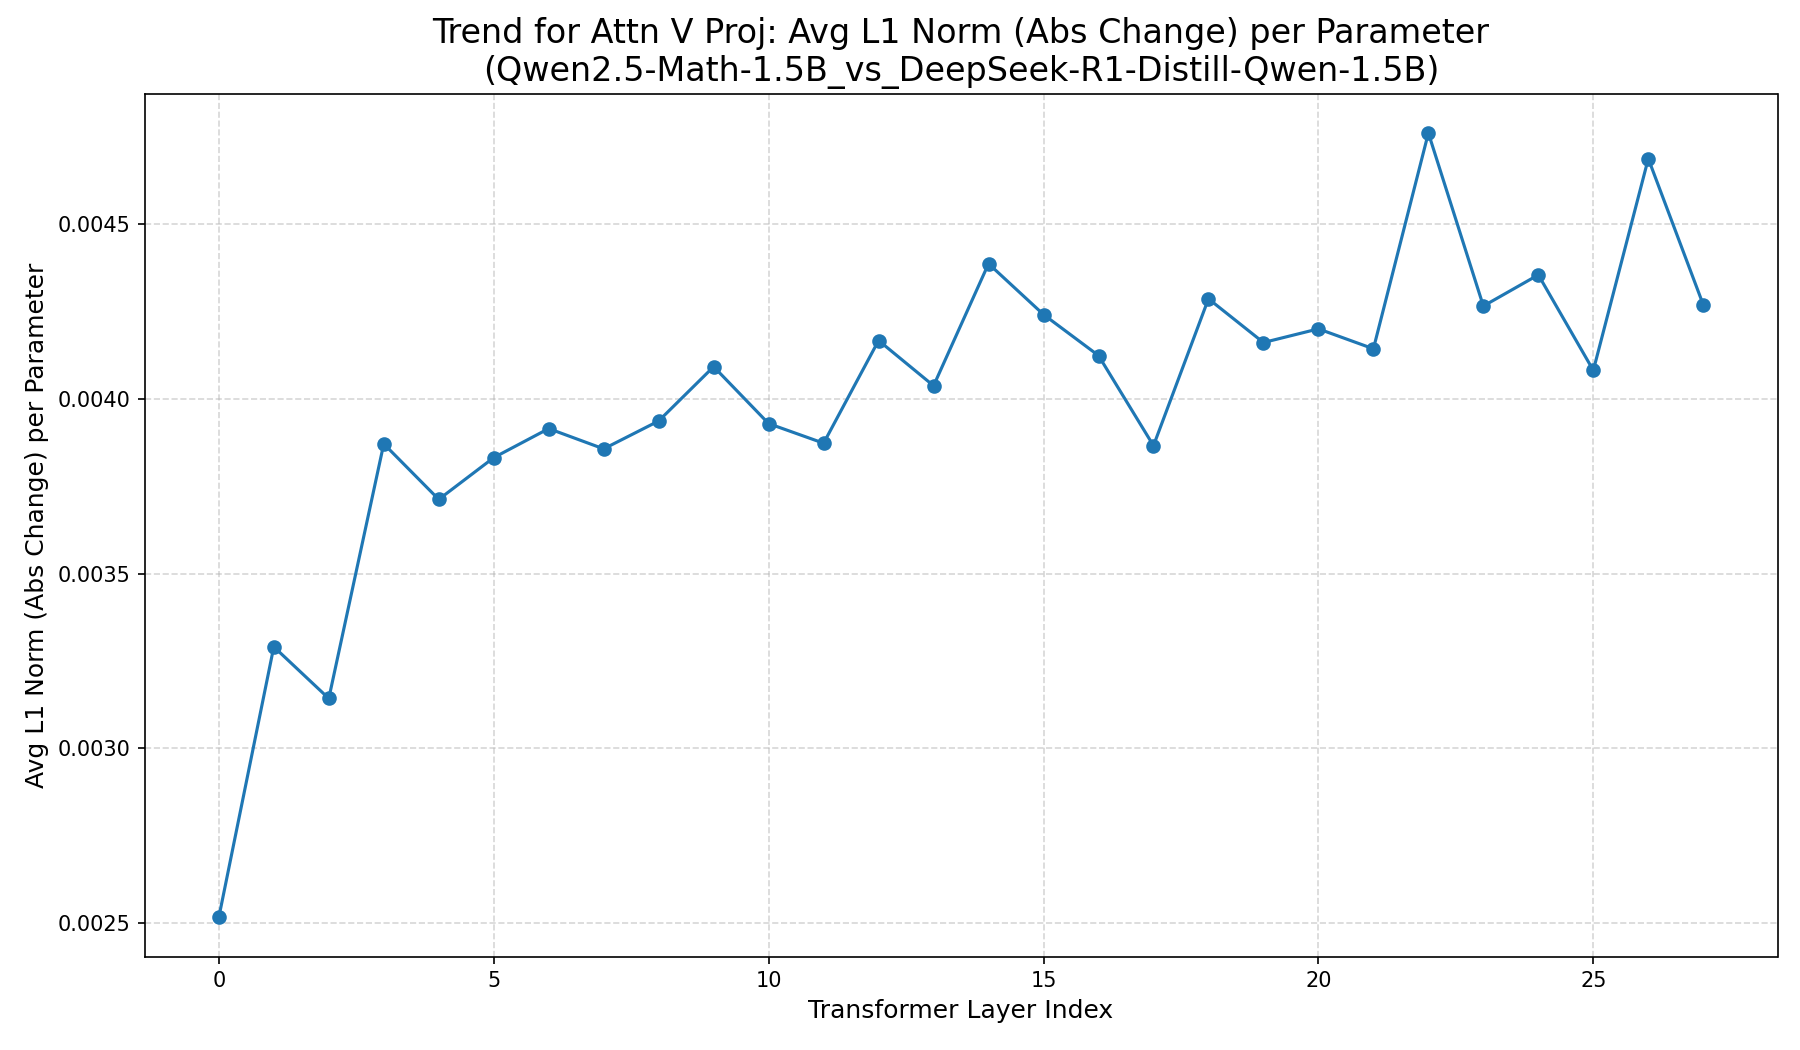 Trend for Attn V Proj: Avg L1 Norm (Abs Change) per Parameter
(Qwen2.5-Math-1.5B_vs_DeepSeek-R1-Distill-Qwen-1.5B)
Avg L1 Norm (Abs Change) per Parameter
0.0045
0.0040
0.0035
0.0030
0.0025
0
5
10
15
20
25
Transformer Layer Index